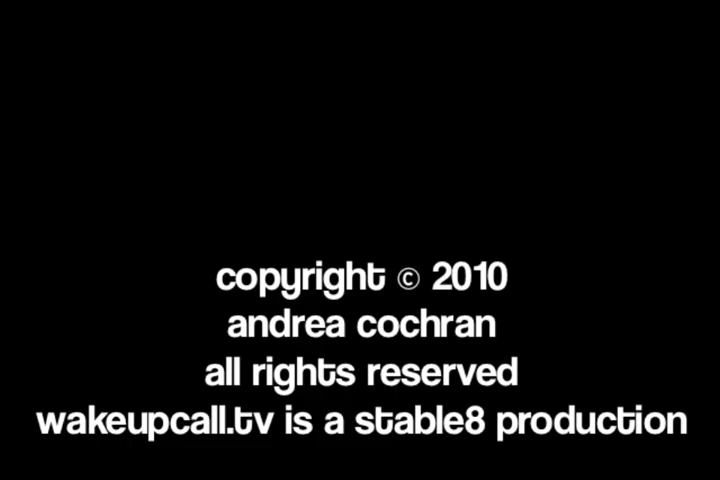 copyright © 2010
andrea cochran
all rights reserved
wakeupcall.tv is a stable8 production